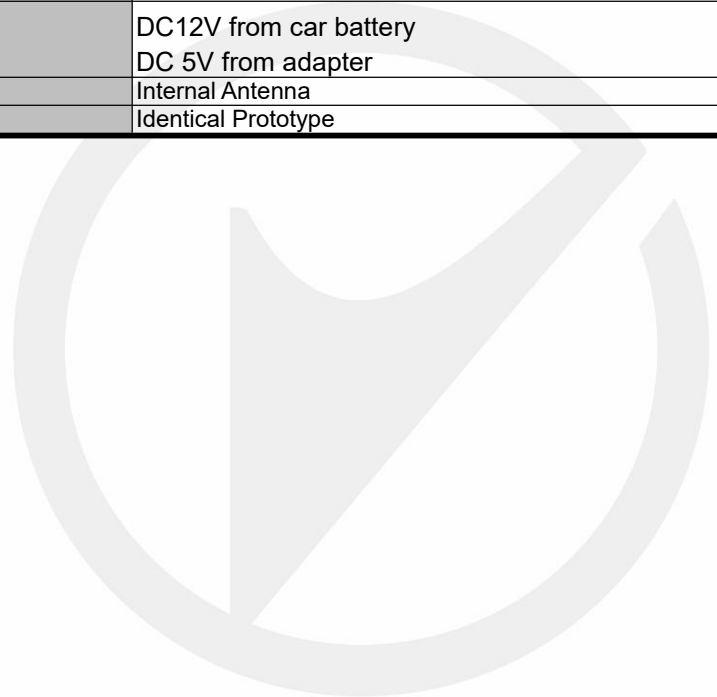 DC12V from car battery
DC 5V from adapter
Internal Antenna
Identical Prototype